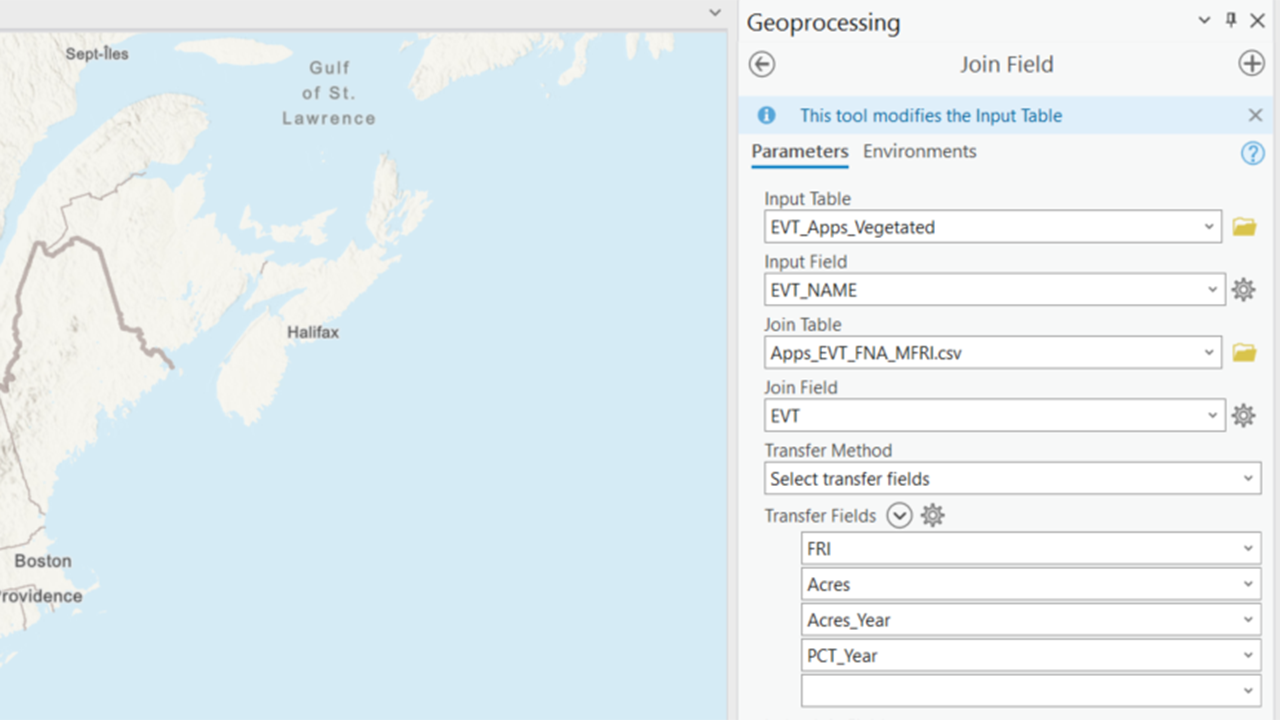 Sept-Îles
Gulf
of St.
Lawrence
Halifax
Boston
rovidence
Geoprocessing
Join Field
This tool modifies the Input Table
Parameters Environments
Input Table
EVT_Apps_Vegetated
Input Field
EVT_NAME
Join Table
Apps_EVT_FNA_MFRI.csv
Join Field
EVT
Transfer Method
Select transfer fields
Transfer Fields
FRI
Acres
Acres_Year
PCT_Year